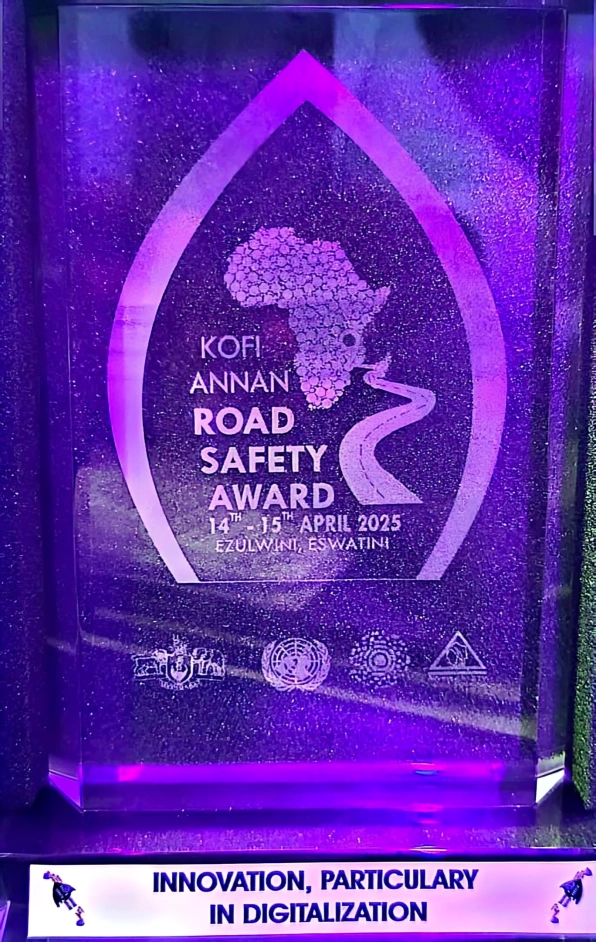 KOFI
ANNAN
ROAD
SAFETY
AWARD
14TH - 15TH APRIL 2025
EZULWINI, ESWATINI
INNOVATION, PARTICULARY
IN DIGITALIZATION